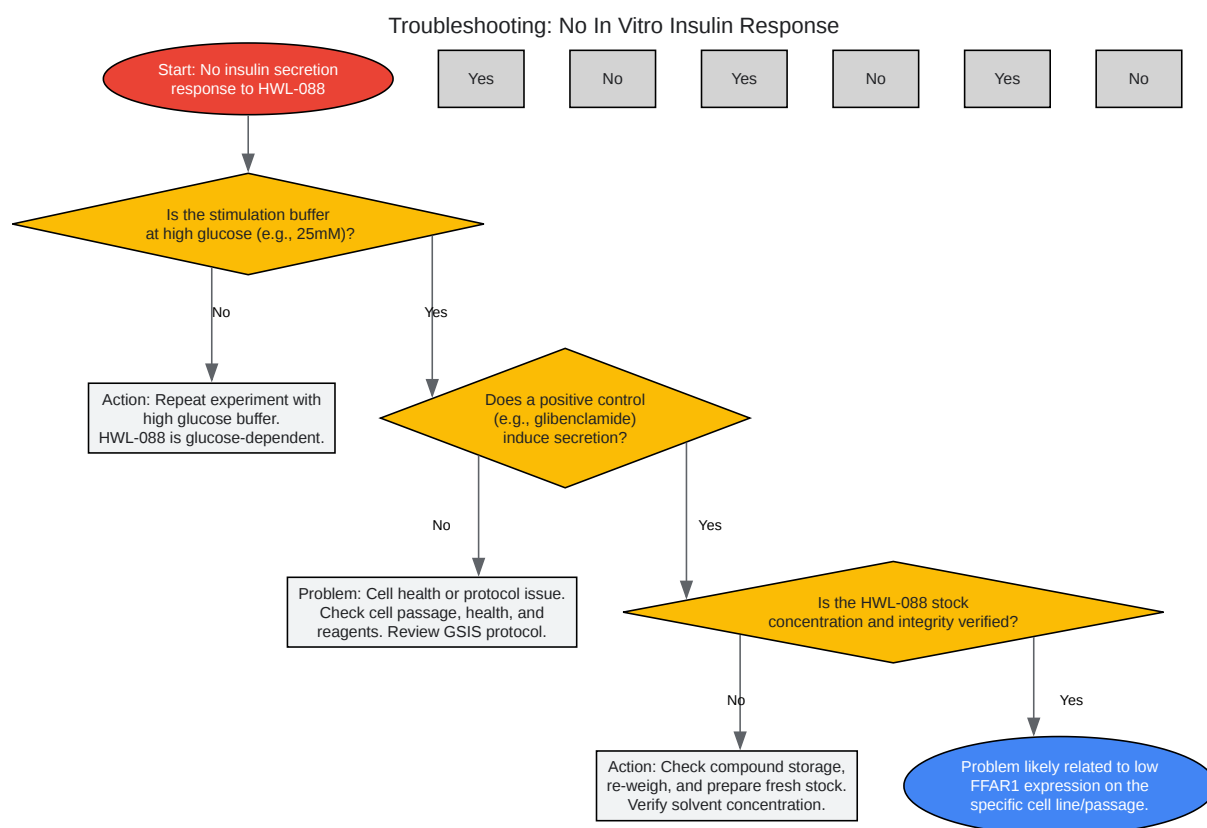 Troubleshooting: No In Vitro Insulin Response
Start: No insulin secretion
response to HWL-088
Yes
No
Yes
No
Yes
No
Is the stimulation buffer
at high glucose (e.g., 25mM)?
No
Yes
Action: Repeat experiment with
high glucose buffer.
HWL-088 is glucose-dependent.
Does a positive control
(e.g., glibenclamide)
induce secretion?
No
Yes
Problem: Cell health or protocol issue.
Check cell passage, health, and
reagents. Review GSIS protocol.
Is the HWL-088 stock
concentration and integrity verified?
No
Yes
Action: Check compound storage,
re-weigh, and prepare fresh stock.
Verify solvent concentration.
Problem likely related to low
FFAR1 expression on the
specific cell line/passage.